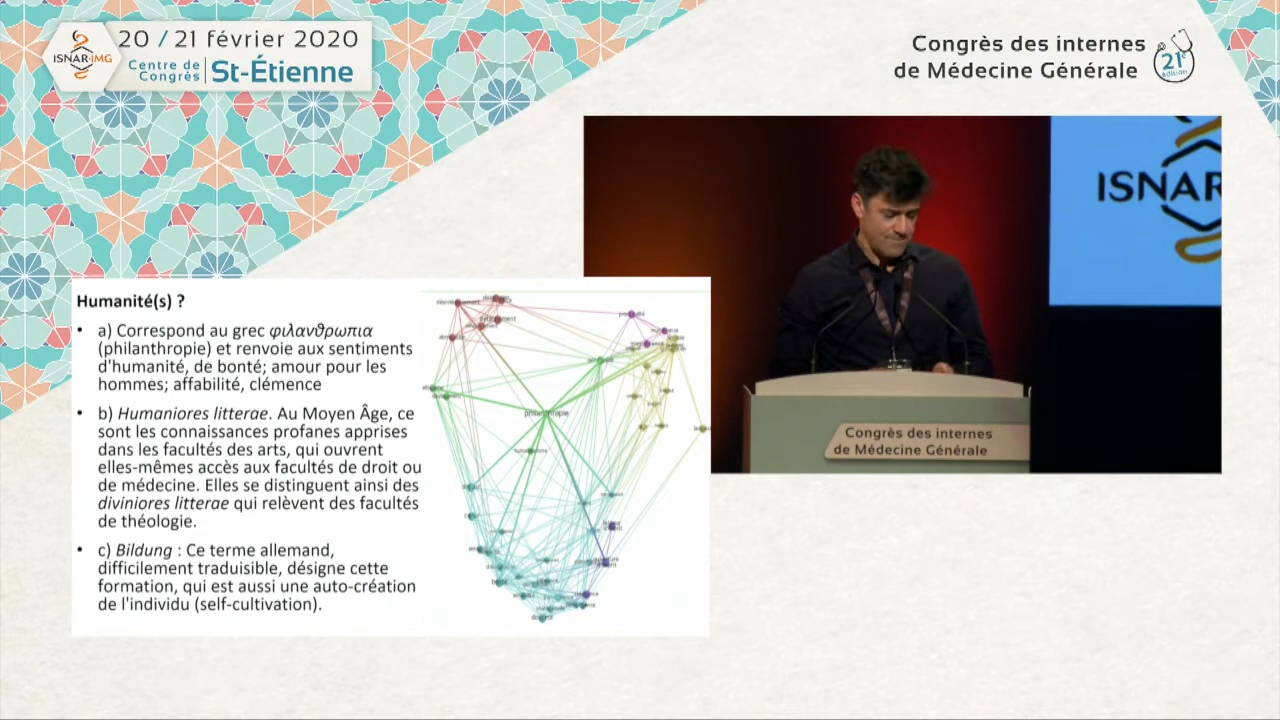 20 / 21 février 2020
ISNAR-IMG
Centre de
Congrès
St-Étienne
Congrès des internes
de Médecine Générale
21e
édition
ISNAR
Congrès des internes
de Médecine Générale
Humanité(s) ?
• a) Correspond au grec φιλανθρωπια
(philanthropie) et renvoie aux sentiments
d'humanité, de bonté; amour pour les
hommes; affabilité, clémence
• b) Humaniores litterae. Au Moyen Âge, ce
sont les connaissances profanes apprises
dans les facultés des arts, qui ouvrent
elles-mêmes accès aux facultés de droit ou
de médecine. Elles se distinguent ainsi des
diviniores litterae qui relèvent des facultés
de théologie.
• c) Bildung : Ce terme allemand,
difficilement traduisible, désigne cette
formation, qui est aussi une auto-création
de l'individu (self-cultivation).
philanthropie
bonté
douceur